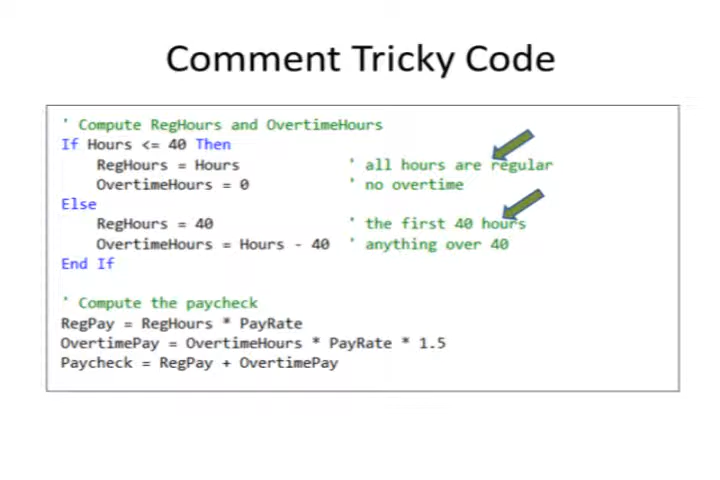 Comment Tricky Code
' Compute RegHours and OvertimeHours
If Hours <= 40 Then
RegHours = Hours ' all hours are regular
OvertimeHours = 0 ' no overtime
Else
RegHours = 40 ' the first 40 hours
OvertimeHours = Hours - 40 ' anything over 40
End If
' Compute the paycheck
RegPay = RegHours * PayRate
OvertimePay = OvertimeHours * PayRate * 1.5
Paycheck = RegPay + OvertimePay